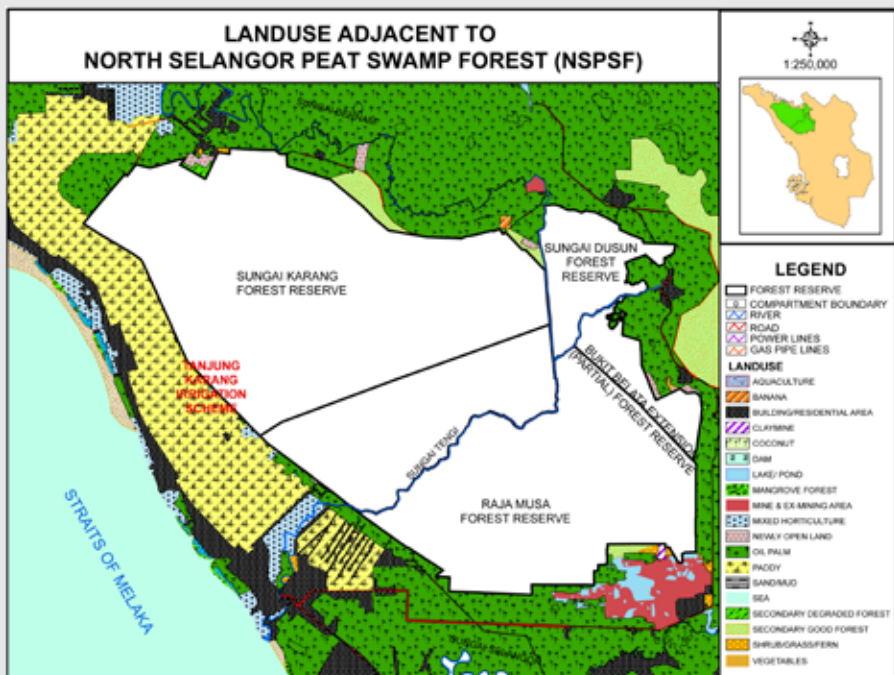 LANDUSE ADJACENT TO
NORTH SELANGOR PEAT SWAMP FOREST (NSPSF)
1:250,000
SUNGAI BERNAM
SUNGAI KARANG
FOREST RESERVE
SUNGAI DUSUN
FOREST
RESERVE
TANJUNG
KARANG
IRRIGATION
SCHEME
BUKIT BELATA EXTENSION
(PARTIAL) FOREST RESERVE
SUNGAI TENGI
RAJA MUSA
FOREST RESERVE
STRAITS OF MELAKA
SUNGAI SELANGOR
LEGEND
FOREST RESERVE
COMPARTMENT BOUNDARY
RIVER
ROAD
POWER LINES
GAS PIPE LINES
LANDUSE
AQUACULTURE
BANANA
BUILDING/RESIDENTIAL AREA
CLAYMINE
COCONUT
DAM
LAKE/ POND
MANGROVE FOREST
MINE & EX-MINING AREA
MIXED HORTICULTURE
NEWLY OPEN LAND
OIL PALM
PADDY
SAND/MUD
SEA
SECONDARY DEGRADED FOREST
SECONDARY GOOD FOREST
SHRUB/GRASS/FERN
VEGETABLES